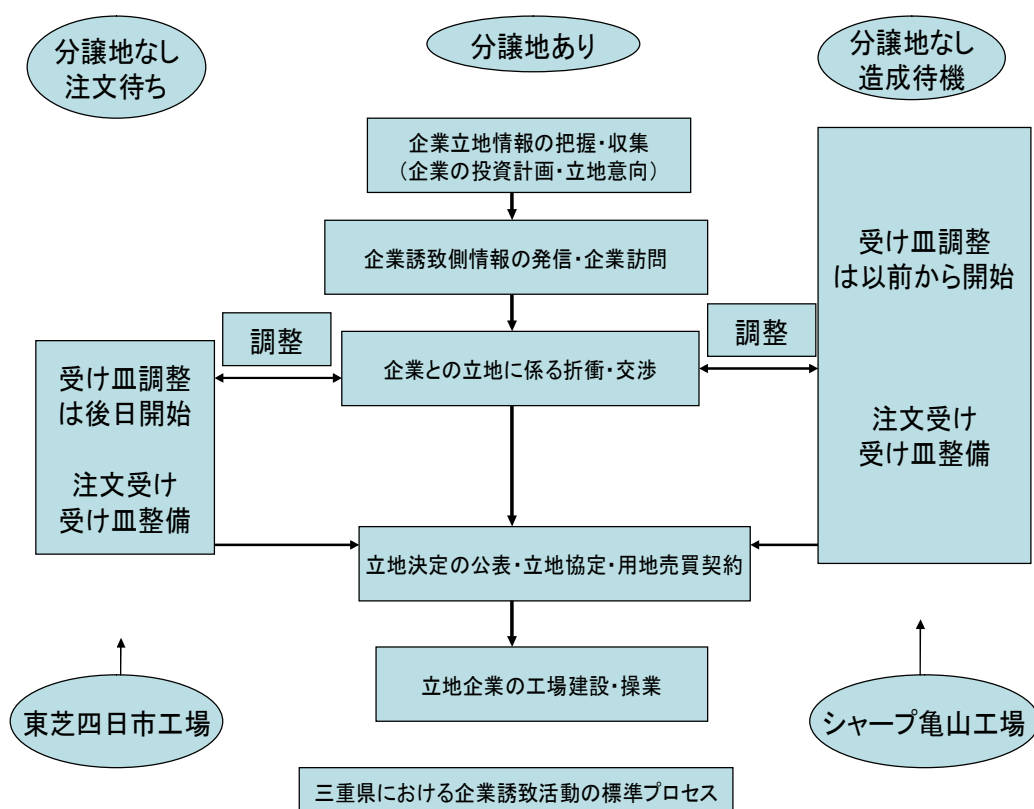 分譲地なし
注文待ち
分譲地あり
分譲地なし
造成待機
企業立地情報の把握・収集
（企業の投資計画・立地意向）
企業誘致側情報の発信・企業訪問
受け皿調整
は以前から開始
調整
調整
企業との立地に係る折衝・交渉
受け皿調整
は後日開始
注文受け
受け皿整備
注文受け
受け皿整備
立地決定の公表・立地協定・用地売買契約
立地企業の工場建設・操業
東芝四日市工場
シャープ亀山工場
三重県における企業誘致活動の標準プロセス